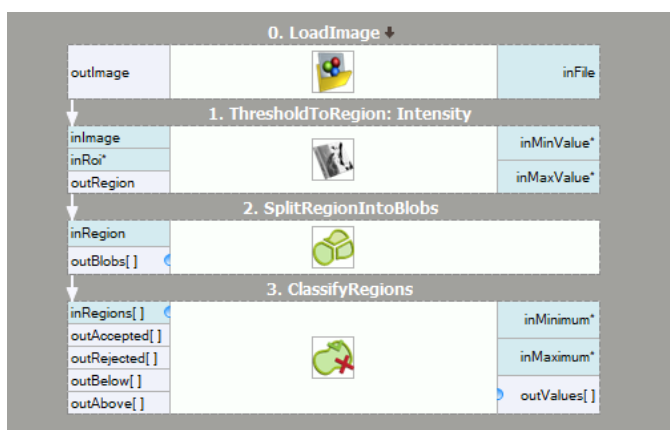 0. LoadImage
outImage
inFile
1. ThresholdToRegion: Intensity
inImage
inMinValue*
inRoi*
inMaxValue*
outRegion
2. SplitRegionIntoBlobs
inRegion
outBlobs[ ]
3. ClassifyRegions
inRegions[ ]
inMinimum*
outAccepted[ ]
outRejected[ ]
inMaximum*
outBelow[ ]
outValues[ ]
outAbove[ ]